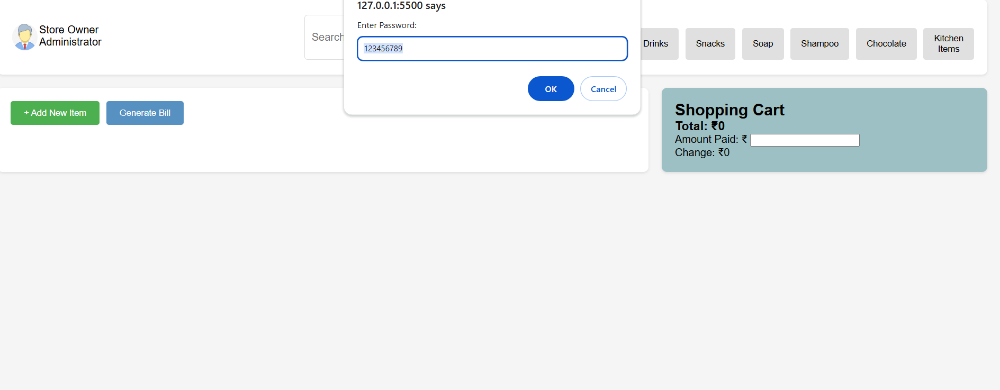 127.0.0.1:5500 says
Enter Password:
123456789
OK
Cancel
Store Owner
Administrator
Search
Drinks
Snacks
Soap
Shampoo
Chocolate
Kitchen
Items
+ Add New Item
Generate Bill
Shopping Cart
Total: ₹0
Amount Paid: ₹
Change: ₹0